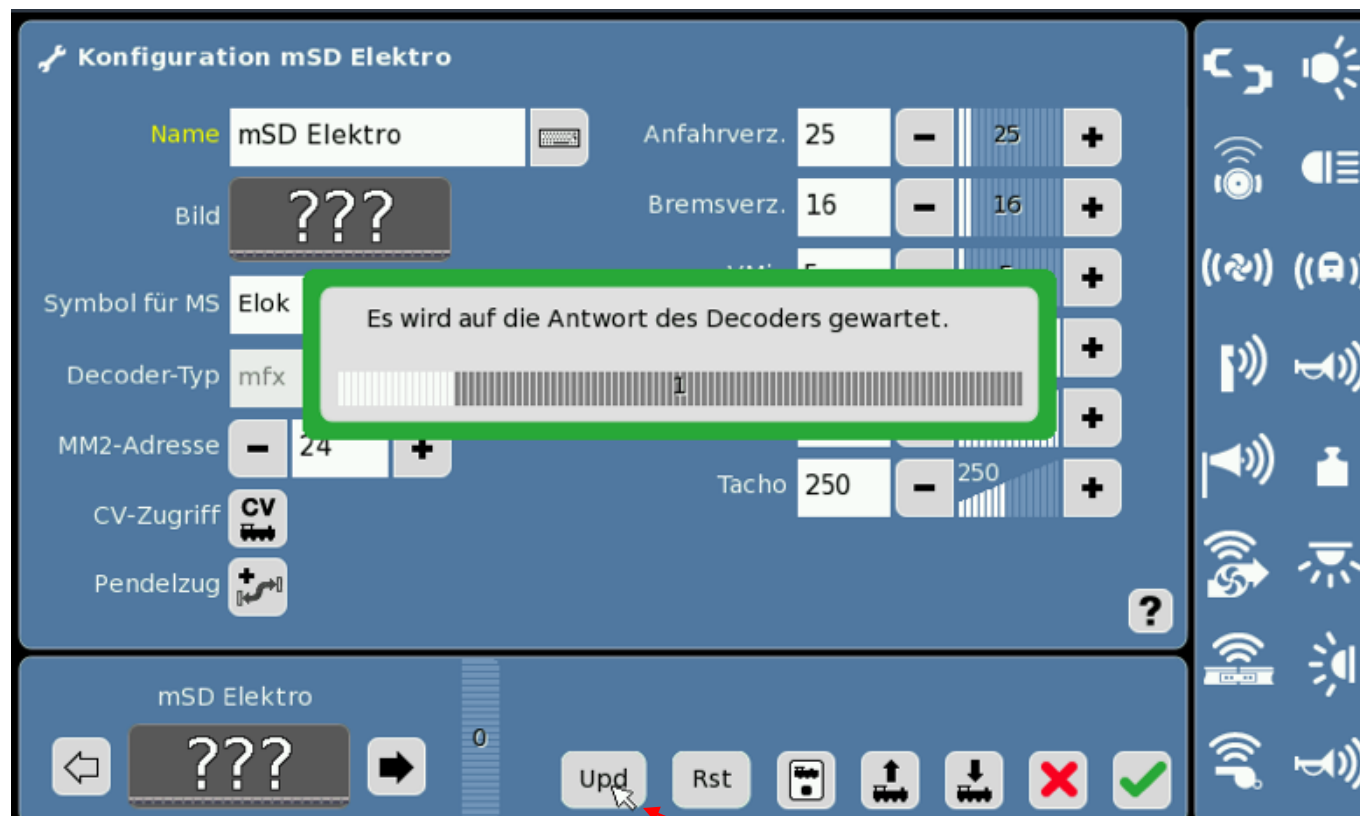 Konfiguration mSD Elektro
Name mSD Elektro
Anfahrverz. 25 - 25 +
Bild ???
Bremsverz. 16 - 16 +
Symbol für MS Elok
+
Es wird auf die Antwort des Decoders gewartet.
1
Decoder-Typ mfx
+
MM2-Adresse - 24 +
+
Tacho 250 - 250 +
CV-Zugriff CV
Pendelzug +
?
mSD Elektro
???
0
Upd Rst